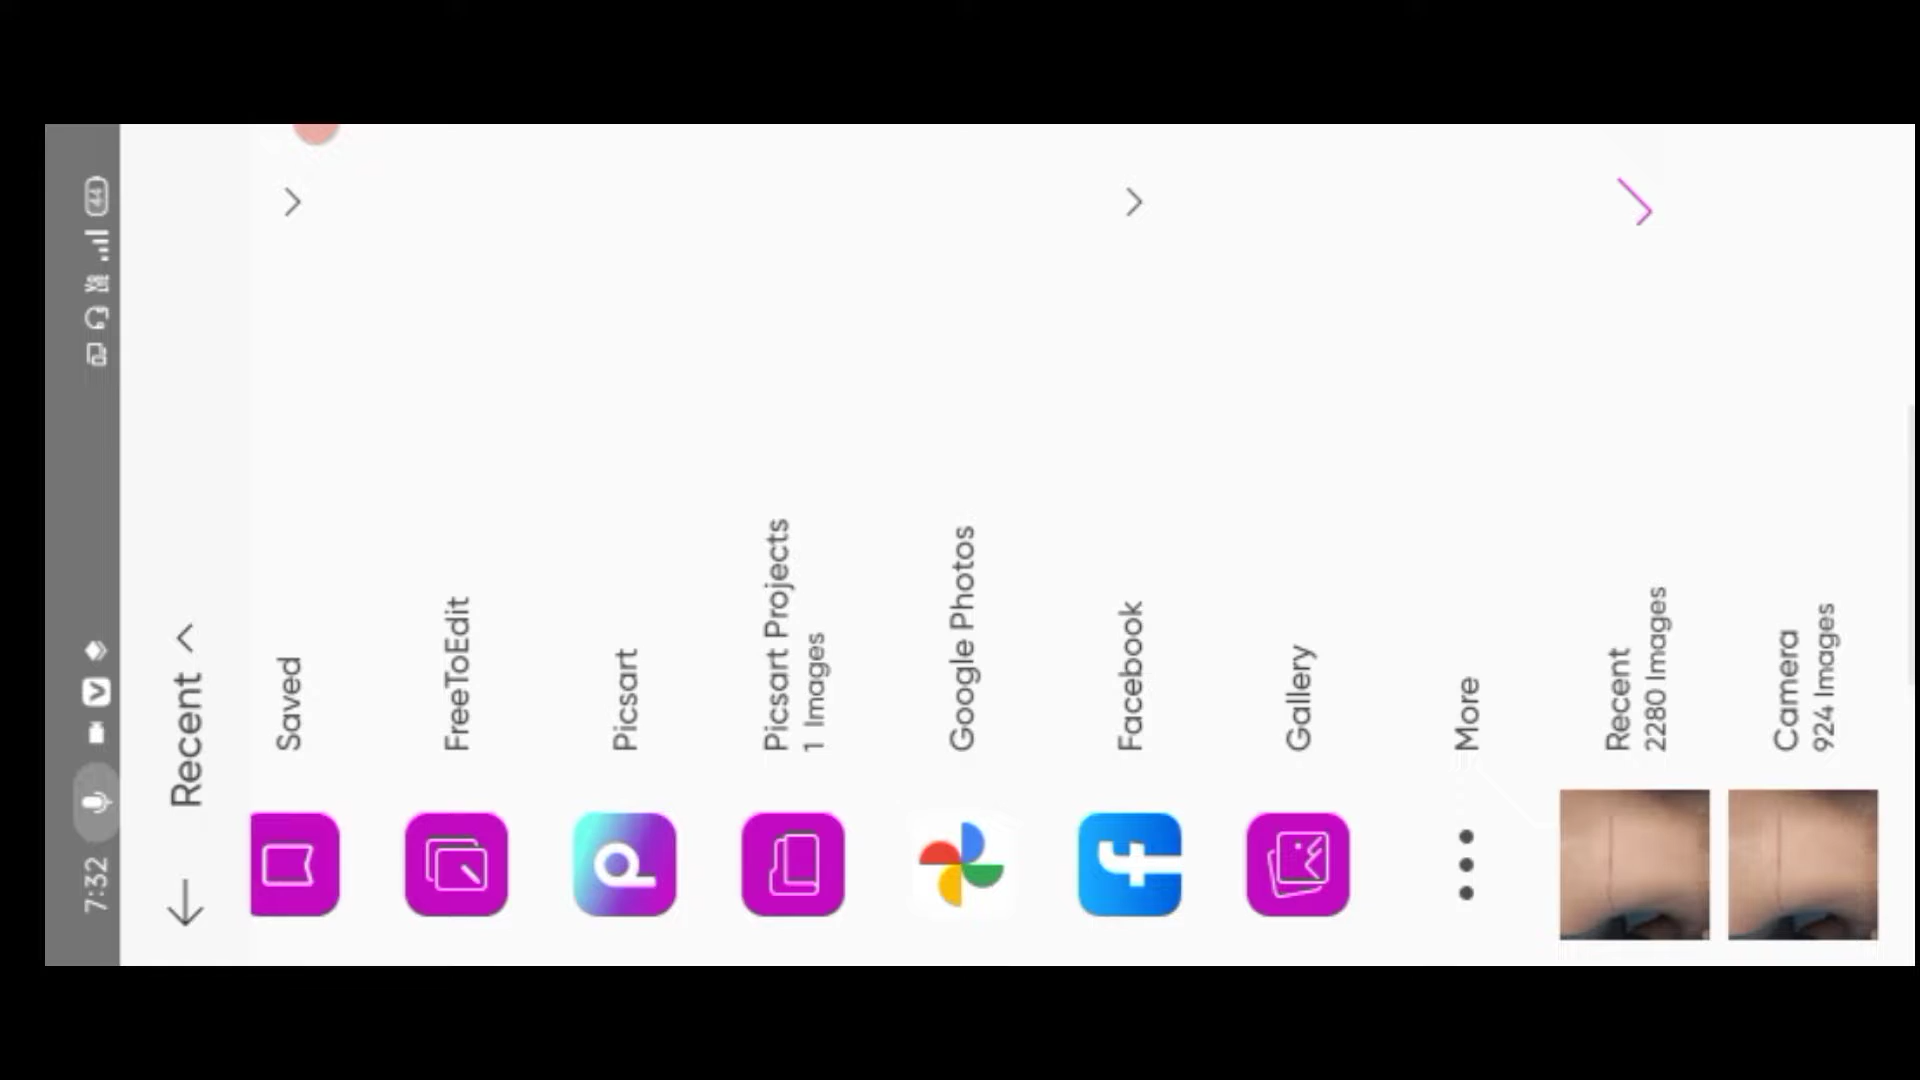 7:32
44
Recent
Saved
FreeToEdit
Picsart
Picsart Projects
1 Images
Google Photos
Facebook
Gallery
More
Recent
2280 Images
Camera
924 Images